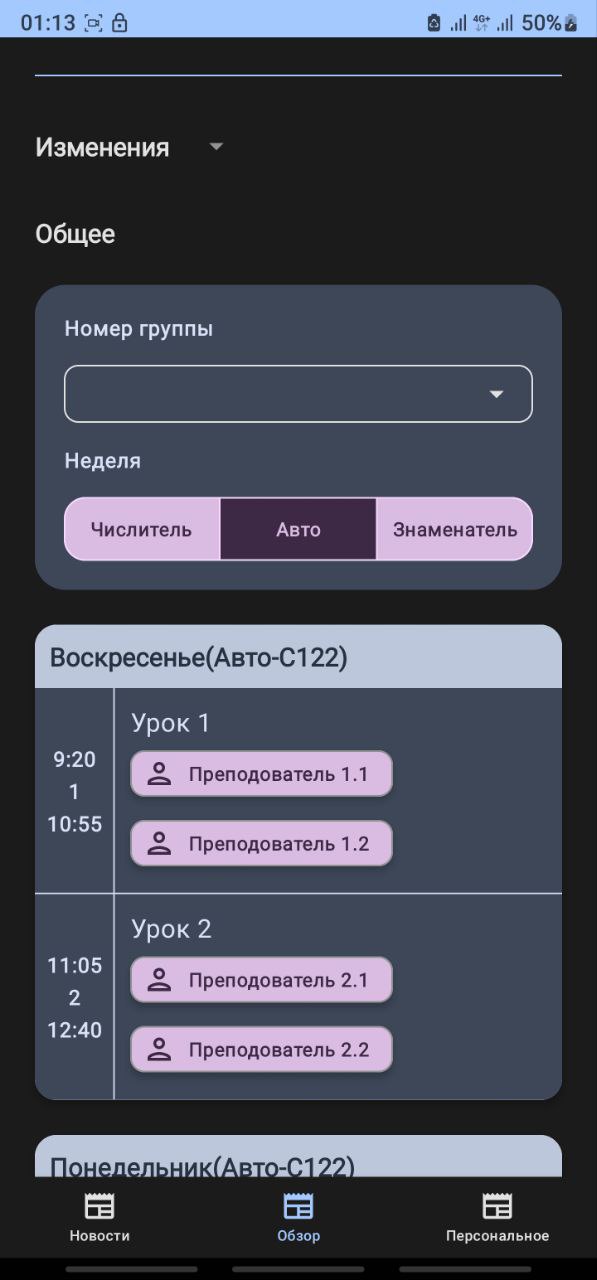 01:13
4G+
50%
Изменения
Общее
Номер группы
Неделя
Числитель Авто Знаменатель
Воскресенье(Авто-С122)
Урок 1
9:20
1
10:55
Преподователь 1.1
Преподователь 1.2
Урок 2
11:05
2
12:40
Преподователь 2.1
Преподователь 2.2
Понедельник(Авто-С122)
Новости Обзор Персональное